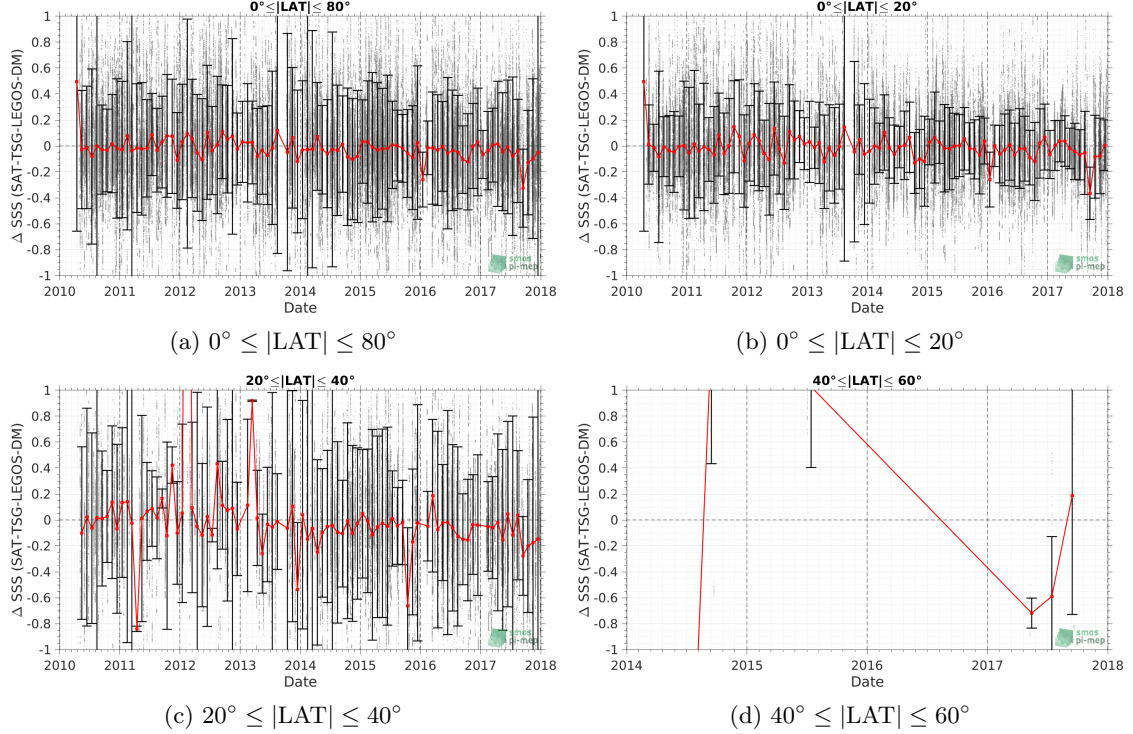 0°≤|LAT|≤ 80°
Δ SSS (SAT-TSG-LEGOS-DM)
1
0.8
0.6
0.4
0.2
0
-0.2
-0.4
-0.6
-0.8
-1
smos
pi-mep
2010 2011 2012 2013 2014 2015 2016 2017 2018
Date
(a) 0° ≤ |LAT| ≤ 80°
0°≤|LAT|≤ 20°
Δ SSS (SAT-TSG-LEGOS-DM)
1
0.8
0.6
0.4
0.2
0
-0.2
-0.4
-0.6
-0.8
-1
smos
pi-mep
2010 2011 2012 2013 2014 2015 2016 2017 2018
Date
(b) 0° ≤ |LAT| ≤ 20°
20°≤|LAT|≤ 40°
Δ SSS (SAT-TSG-LEGOS-DM)
1
0.8
0.6
0.4
0.2
0
-0.2
-0.4
-0.6
-0.8
-1
smos
pi-mep
2010 2011 2012 2013 2014 2015 2016 2017 2018
Date
(c) 20° ≤ |LAT| ≤ 40°
40°≤|LAT|≤ 60°
Δ SSS (SAT-TSG-LEGOS-DM)
1
0.8
0.6
0.4
0.2
0
-0.2
-0.4
-0.6
-0.8
-1
smos
pi-mep
2014 2015 2016 2017 2018
Date
(d) 40° ≤ |LAT| ≤ 60°